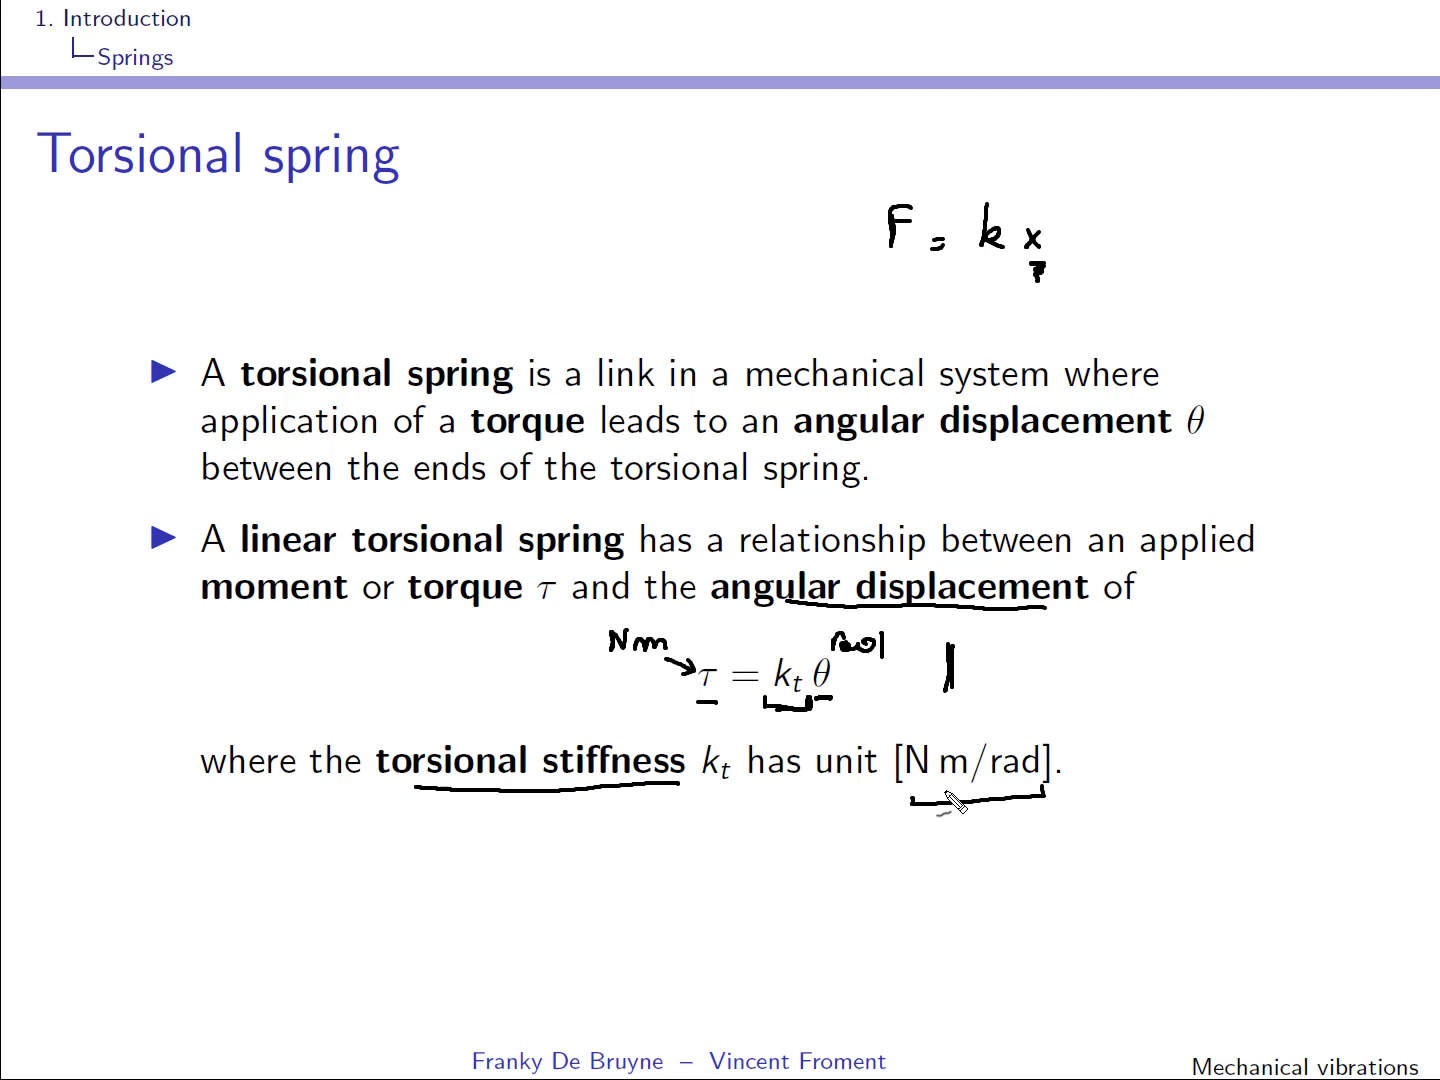 1. Introduction
Springs
Torsional spring
F = k x
A torsional spring is a link in a mechanical system where
application of a torque leads to an angular displacement θ
between the ends of the torsional spring.
A linear torsional spring has a relationship between an applied
moment or torque τ and the angular displacement of
Nm rad
τ = kₜ θ
where the torsional stiffness kₜ has unit [N m/rad].
Franky De Bruyne – Vincent Froment
Mechanical vibrations